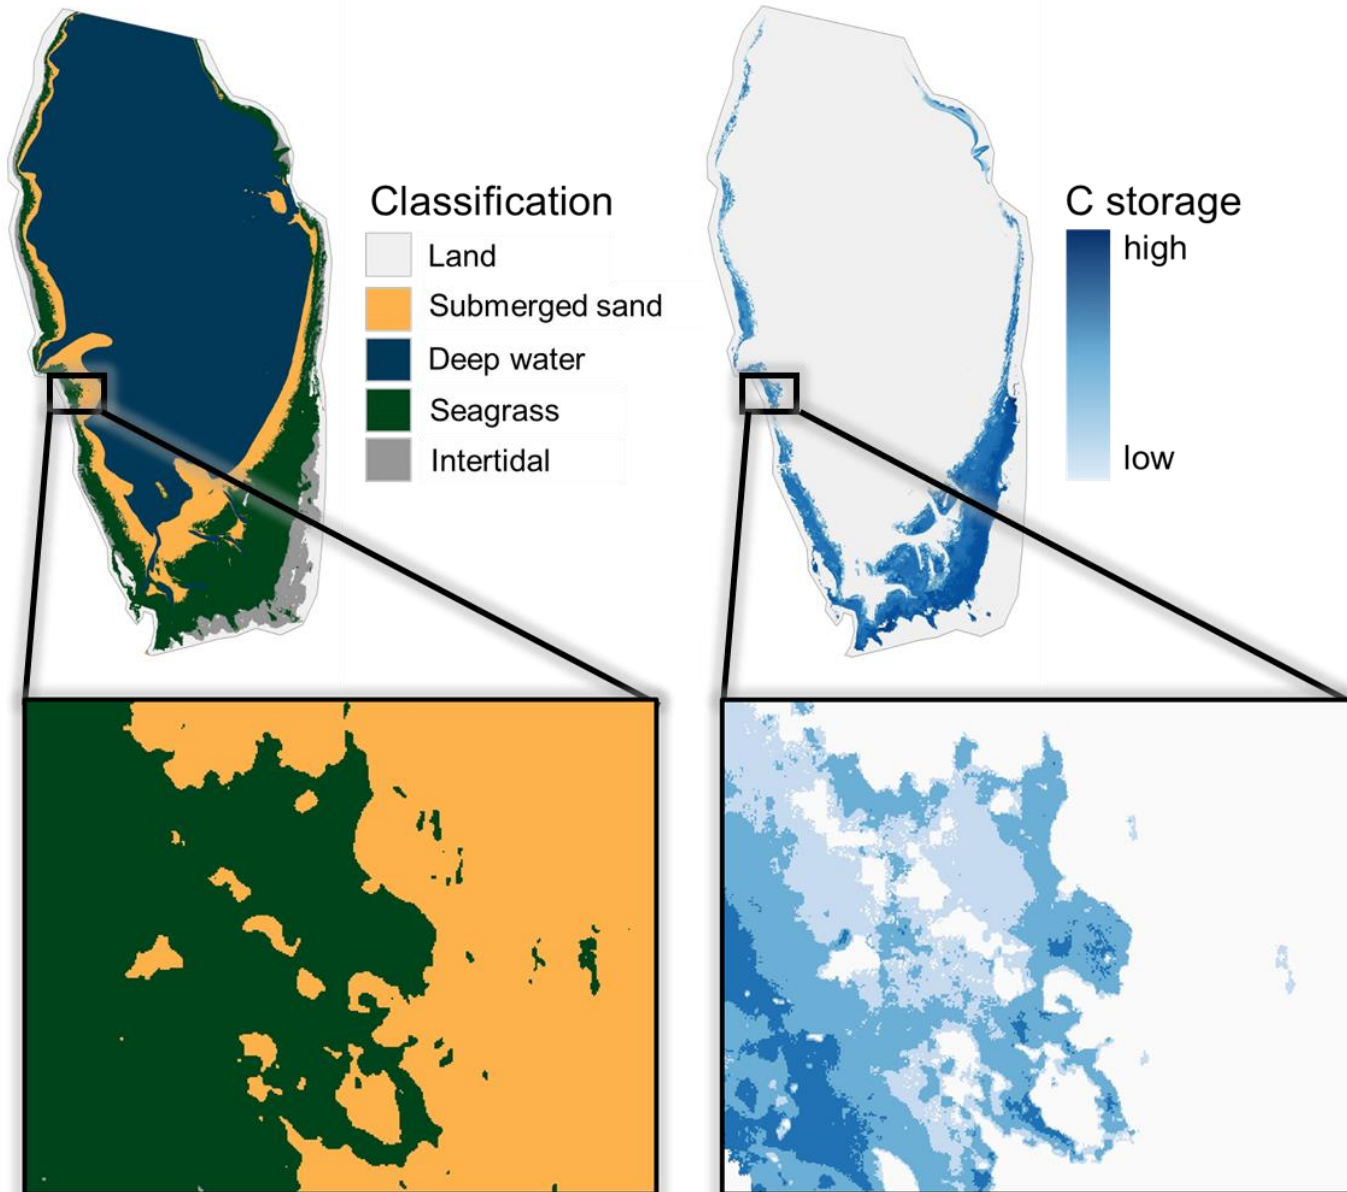 Classification
Land
Submerged sand
Deep water
Seagrass
Intertidal
C storage
high
low